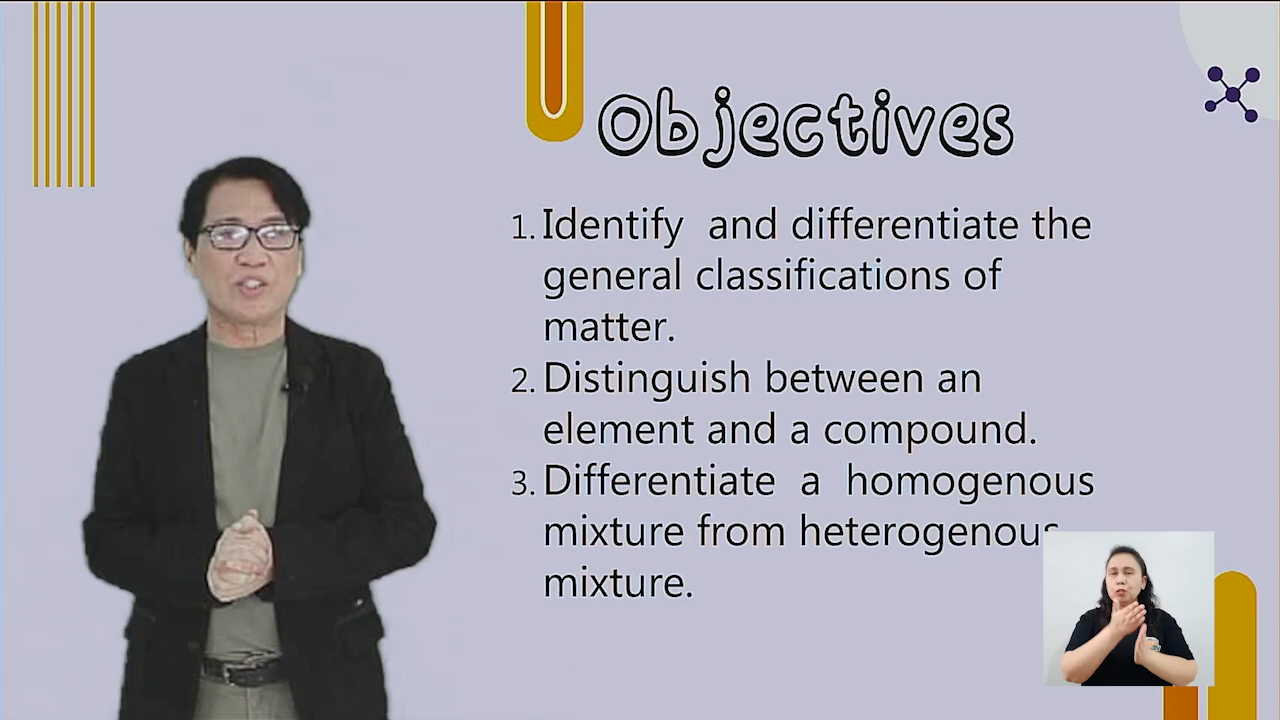 Objectives
1. Identify and differentiate the
general classifications of
matter.
2. Distinguish between an
element and a compound.
3. Differentiate a homogenous
mixture from heterogenous
mixture.